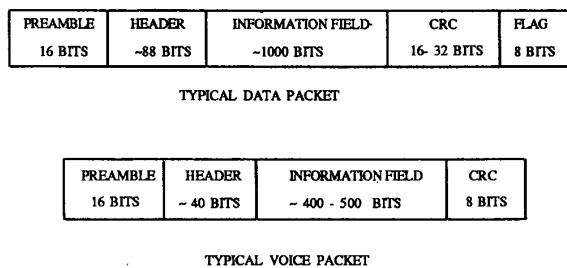 PREAMBLE HEADER INFORMATION FIELD CRC FLAG
16 BITS ~88 BITS ~1000 BITS 16- 32 BITS 8 BITS
TYPICAL DATA PACKET
PREAMBLE HEADER INFORMATION FIELD CRC
16 BITS ~ 40 BITS ~ 400 - 500 BITS 8 BITS
TYPICAL VOICE PACKET